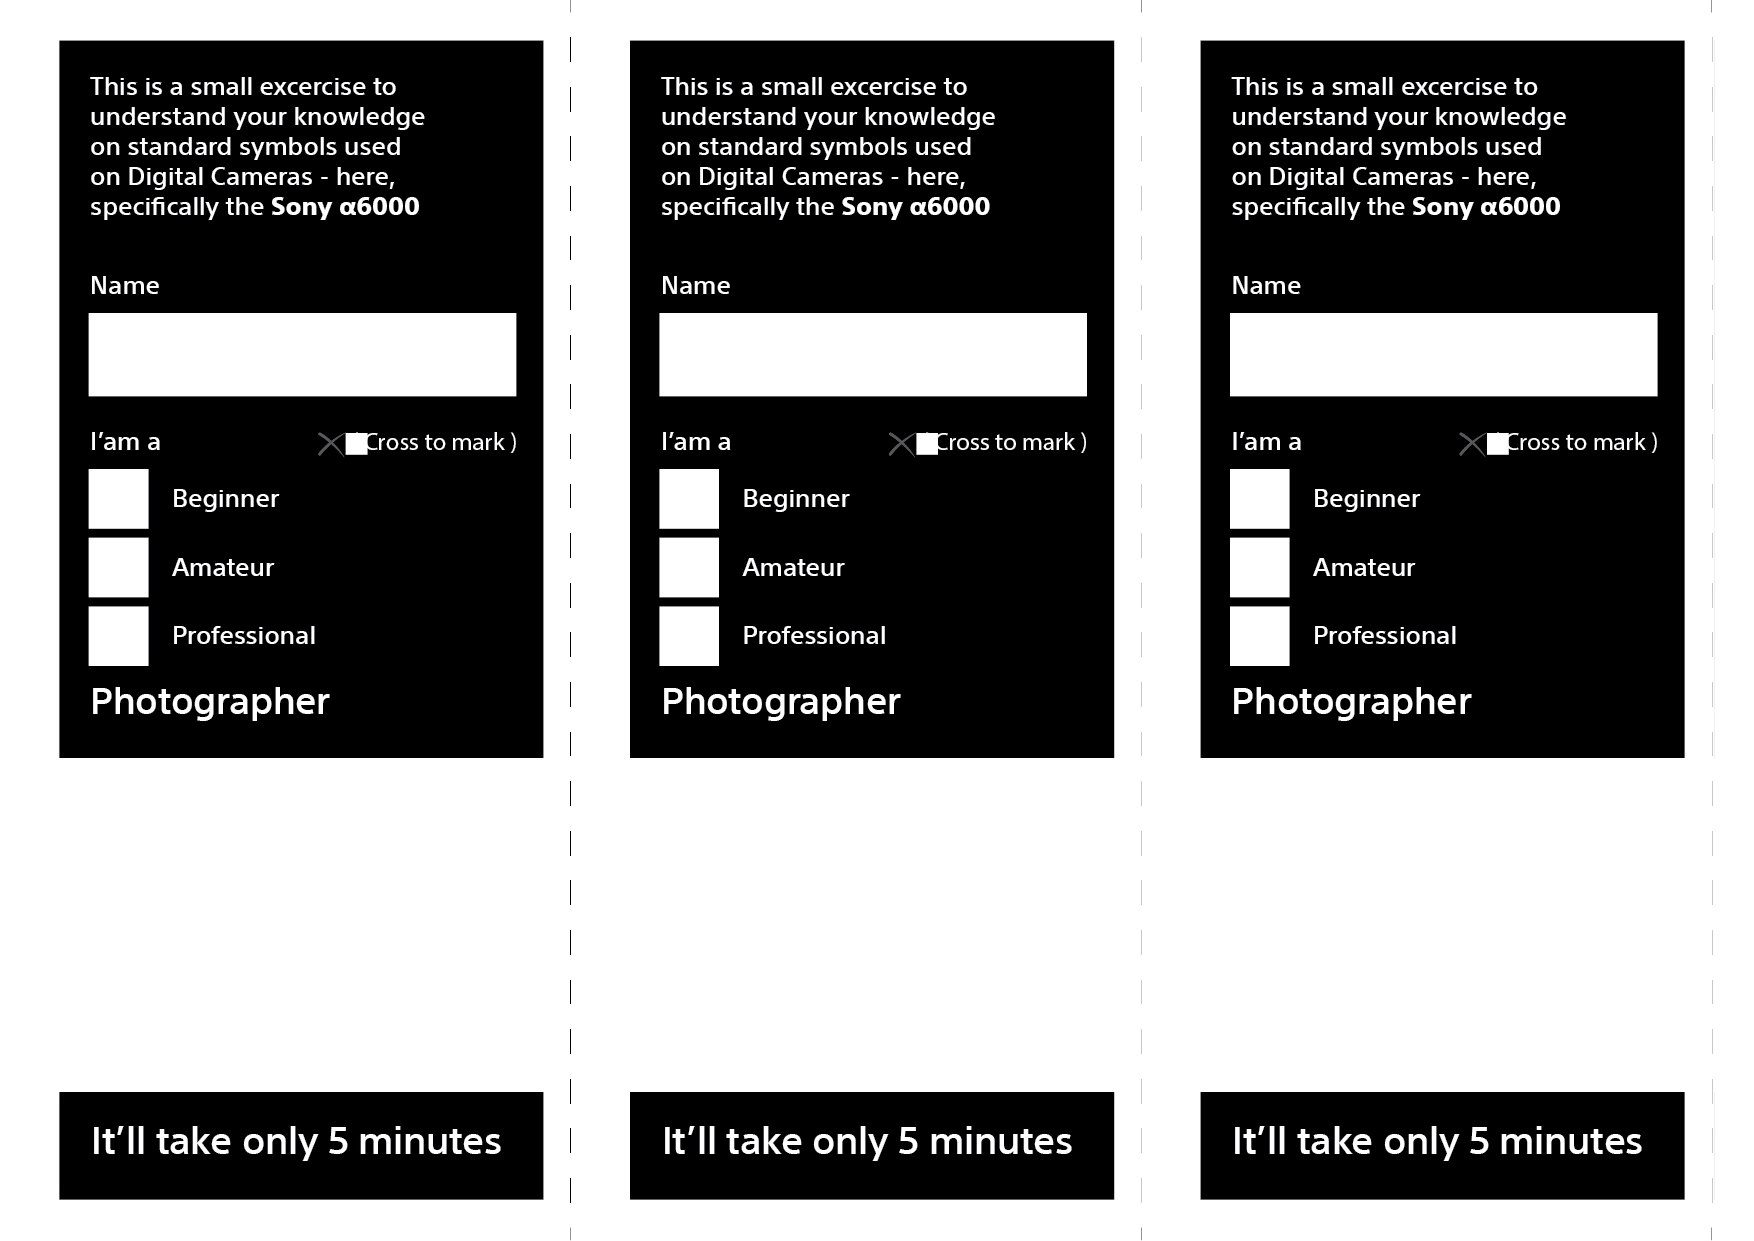 This is a small excercise to
understand your knowledge
on standard symbols used
on Digital Cameras - here,
specifically the Sony α6000
Name
I’am a
Cross to mark )
Beginner
Amateur
Professional
Photographer
It’ll take only 5 minutes
This is a small excercise to
understand your knowledge
on standard symbols used
on Digital Cameras - here,
specifically the Sony α6000
Name
I’am a
Cross to mark )
Beginner
Amateur
Professional
Photographer
It’ll take only 5 minutes
This is a small excercise to
understand your knowledge
on standard symbols used
on Digital Cameras - here,
specifically the Sony α6000
Name
I’am a
Cross to mark )
Beginner
Amateur
Professional
Photographer
It’ll take only 5 minutes